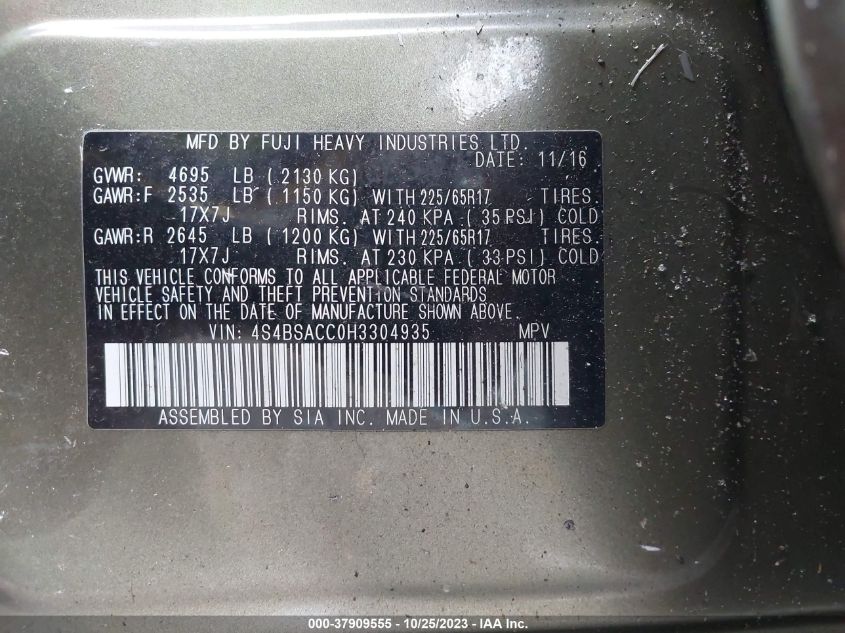 MFD BY FUJI HEAVY INDUSTRIES LTD.
DATE: 11/16
GVWR: 4695 LB ( 2130 KG)
GAWR:F 2535 LB ( 1150 KG) WITH 225/65R17 TIRES.
17X7J RIMS. AT 240 KPA ( 35 PSI) COLD
GAWR:R 2645 LB ( 1200 KG) WITH 225/65R17 TIRES.
17X7J RIMS. AT 230 KPA ( 33 PSI) COLD
THIS VEHICLE CONFORMS TO ALL APPLICABLE FEDERAL MOTOR
VEHICLE SAFETY AND THEFT PREVENTION STANDARDS
IN EFFECT ON THE DATE OF MANUFACTURE SHOWN ABOVE.
VIN: 4S4BSACC0H3304935 MPV
ASSEMBLED BY SIA INC. MADE IN U.S.A.
000-37909555 - 10/25/2023 - IAA Inc.